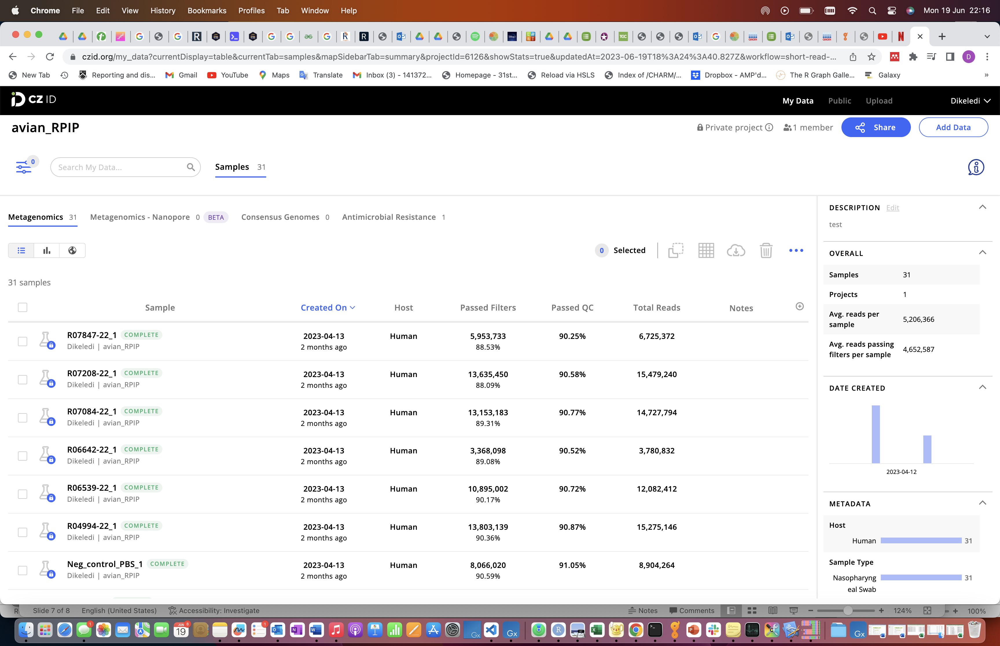 Chrome File Edit View History Bookmarks Profiles Tab Window Help Mon 19 Jun 22:16
czid.org/my_data?currentDisplay=table&currentTab=samples&mapSidebarTab=summary&projectId=6126&showStats=true&updatedAt=2023-06-19T18%3A24%3A40.827Z&workflow=short-read-... D
New Tab Reporting and dis... Gmail YouTube Maps Translate Inbox (3) - 141372... Homepage - 31st... Reload via HSLS Index of /CHARM/... Dropbox - AMP'd... The R Graph Galle... Galaxy »
CZ ID My Data Public Upload Dikeledi
avian_RPIP Private project 1 member Share Add Data
0 Search My Data... Samples 31
Metagenomics 31 Metagenomics - Nanopore 0 BETA Consensus Genomes 0 Antimicrobial Resistance 1
0 Selected
31 samples
Sample Created On Host Passed Filters Passed QC Total Reads Notes
R07847-22_1 COMPLETE 2023-04-13 Human 5,953,733 90.25% 6,725,372
Dikeledi | avian_RPIP 2 months ago 88.53%
R07208-22_1 COMPLETE 2023-04-13 Human 13,635,450 90.58% 15,479,240
Dikeledi | avian_RPIP 2 months ago 88.09%
R07084-22_1 COMPLETE 2023-04-13 Human 13,153,183 90.77% 14,727,794
Dikeledi | avian_RPIP 2 months ago 89.31%
R06642-22_1 COMPLETE 2023-04-13 Human 3,368,098 90.52% 3,780,832
Dikeledi | avian_RPIP 2 months ago 89.08%
R06539-22_1 COMPLETE 2023-04-13 Human 10,895,002 90.72% 12,082,412
Dikeledi | avian_RPIP 2 months ago 90.17%
R04994-22_1 COMPLETE 2023-04-13 Human 13,803,139 90.87% 15,275,146
Dikeledi | avian_RPIP 2 months ago 90.36%
Neg_control_PBS_1 COMPLETE 2023-04-13 Human 8,066,020 91.05% 8,904,264
Dikeledi | avian_RPIP 2 months ago 90.59%
DESCRIPTION Edit
test
OVERALL
Samples 31
Projects 1
Avg. reads per
sample 5,206,366
Avg. reads passing
filters per sample 4,652,587
DATE CREATED
2023-04-12
METADATA
Host
Human 31
Sample Type
Nasopharyng 31
eal Swab
Slide 7 of 8 English (United States) Accessibility: Investigate Notes Comments 124% 100%
JUN 19